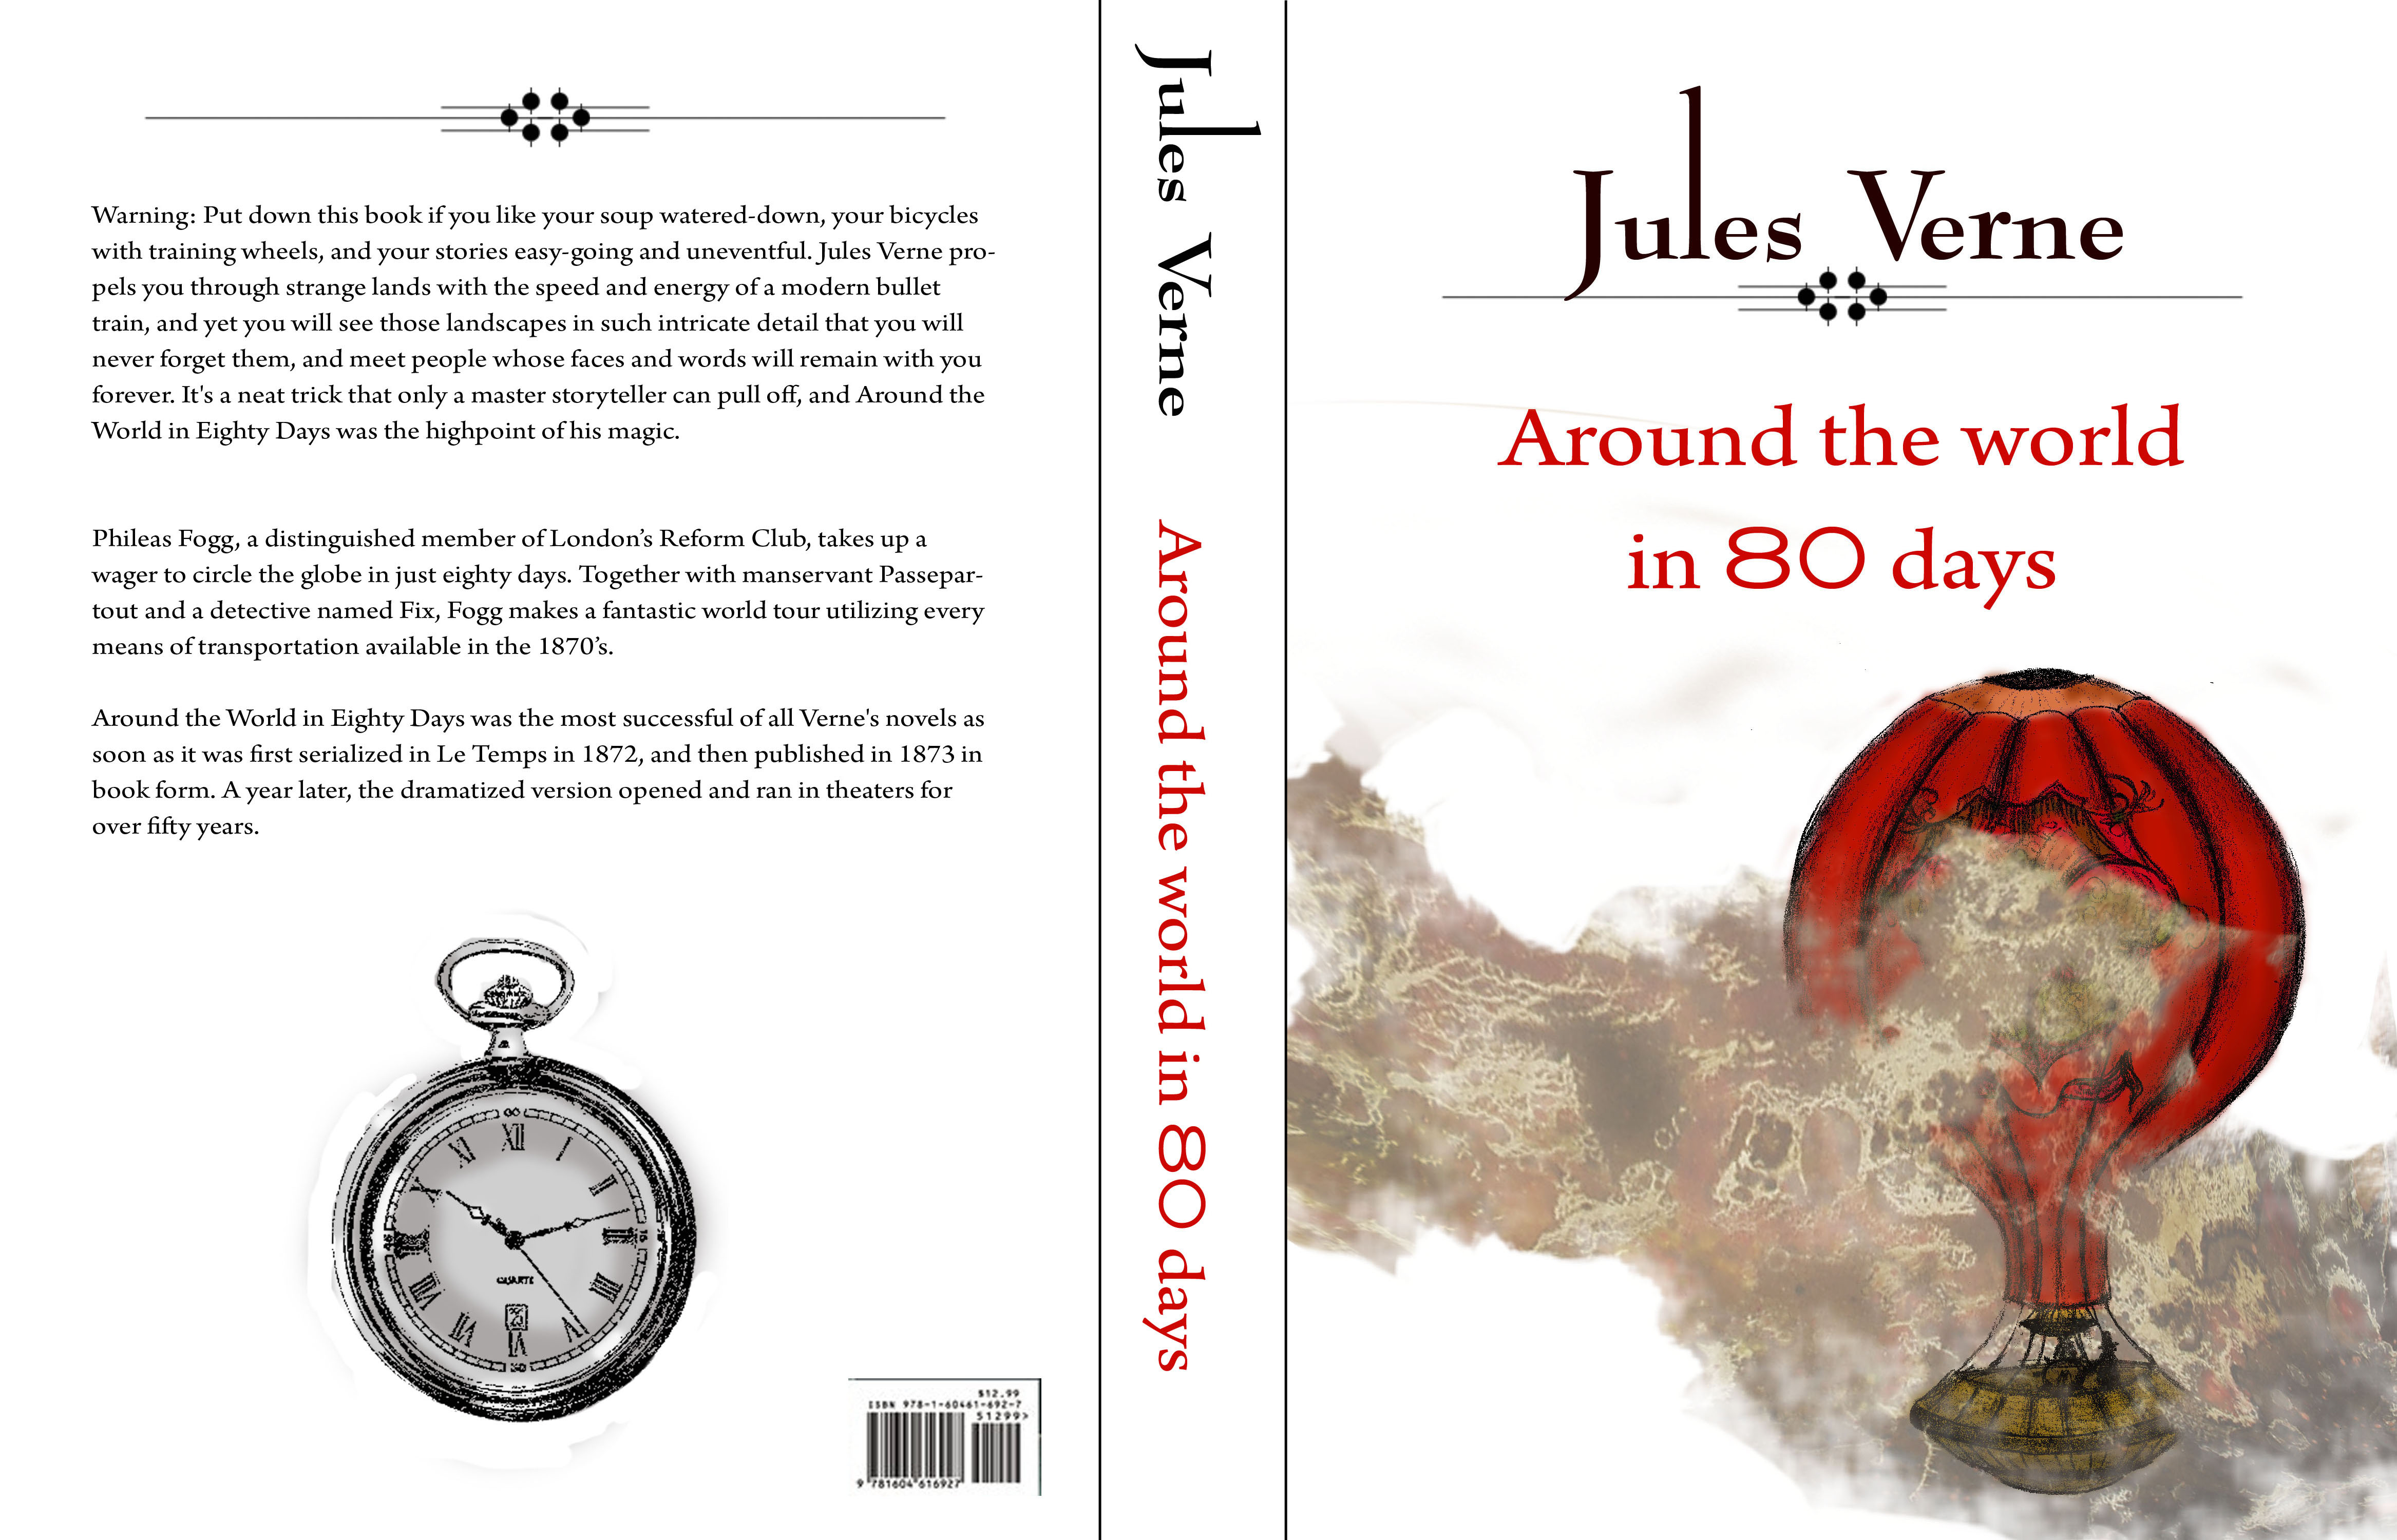 Warning: Put down this book if you like your soup watered-down, your bicycles
with training wheels, and your stories easy-going and uneventful. Jules Verne pro-
pels you through strange lands with the speed and energy of a modern bullet
train, and yet you will see those landscapes in such intricate detail that you will
never forget them, and meet people whose faces and words will remain with you
forever. It's a neat trick that only a master storyteller can pull off, and Around the
World in Eighty Days was the highpoint of his magic.
Phileas Fogg, a distinguished member of London’s Reform Club, takes up a
wager to circle the globe in just eighty days. Together with manservant Passepar-
tout and a detective named Fix, Fogg makes a fantastic world tour utilizing every
means of transportation available in the 1870’s.
Around the World in Eighty Days was the most successful of all Verne's novels as
soon as it was first serialized in Le Temps in 1872, and then published in 1873 in
book form. A year later, the dramatized version opened and ran in theaters for
over fifty years.
XII
I
II
III
IIII
V
VI
VII
VIII
X
XI
$12.99
ISBN 978-1-60461-692-7
51299>
9 781604 616927
Jules Verne Around the world in 80 days
Jules Verne
Around the world
in 80 days